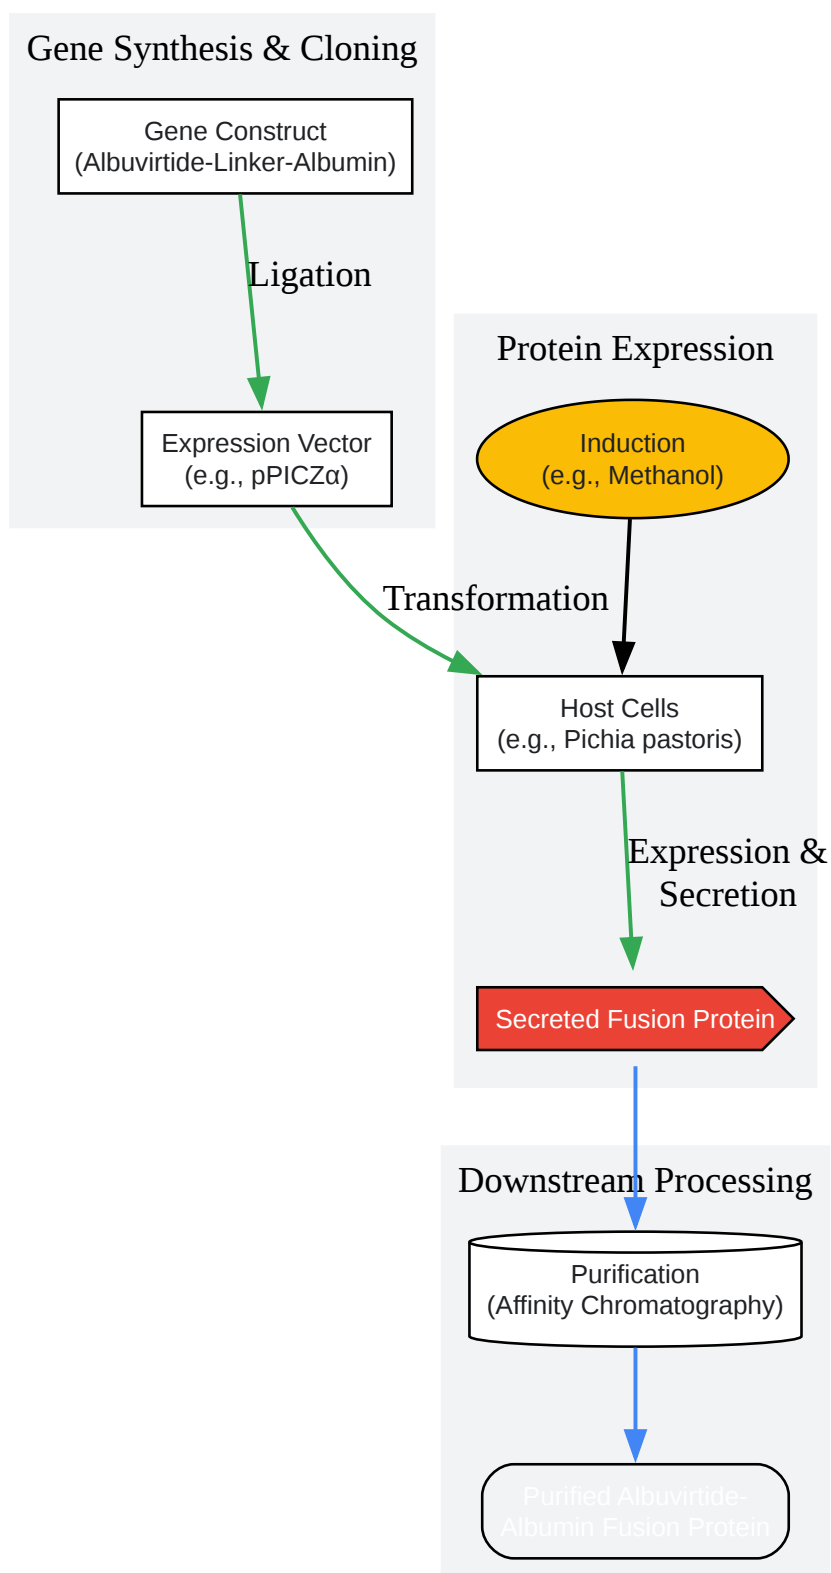 Gene Synthesis & Cloning
Gene Construct
(Albuvirtide-Linker-Albumin)
Ligation
Expression Vector
(e.g., pPICZα)
Protein Expression
Induction
(e.g., Methanol)
Transformation
Host Cells
(e.g., Pichia pastoris)
Expression &
Secretion
Secreted Fusion Protein
Downstream Processing
Purification
(Affinity Chromatography)
Purified Albuvirtide-
Albumin Fusion Protein